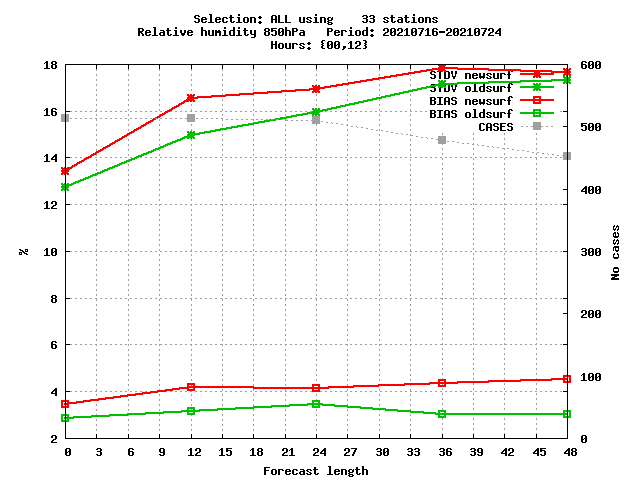 Selection: ALL using    33 stations
Relative humidity 850hPa   Period: 20210716-20210724
Hours: {00,12}
18 600
STDV newsurf
STDV oldsurf
BIAS newsurf
BIAS oldsurf
CASES
16 500
14
400
12
% 10 300 No cases
8
200
6
4 100
2 0
0 3 6 9 12 15 18 21 24 27 30 33 36 39 42 45 48
Forecast length